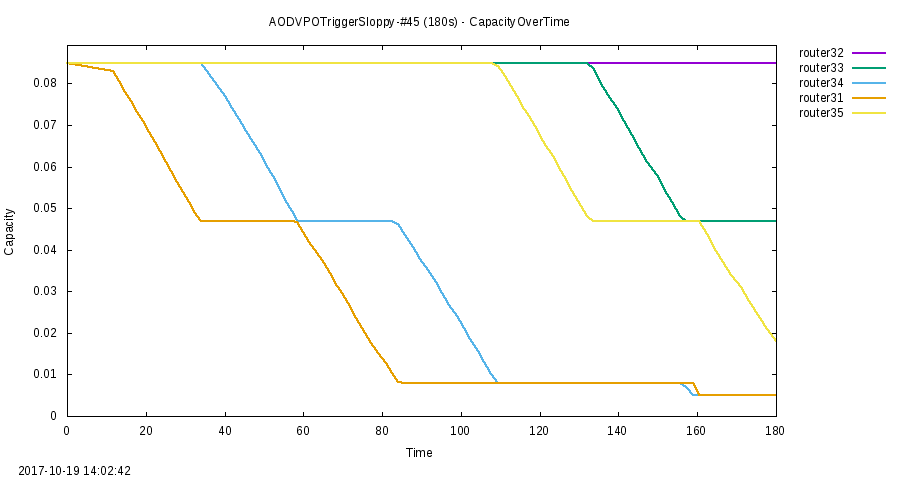 AODVPOTriggerSloppy-#45 (180s) - CapacityOverTime
router32
router33
router34
router31
router35
0.08
0.07
0.06
0.05
0.04
0.03
0.02
0.01
0
Capacity
0 20 40 60 80 100 120 140 160 180
Time
2017-10-19 14:02:42